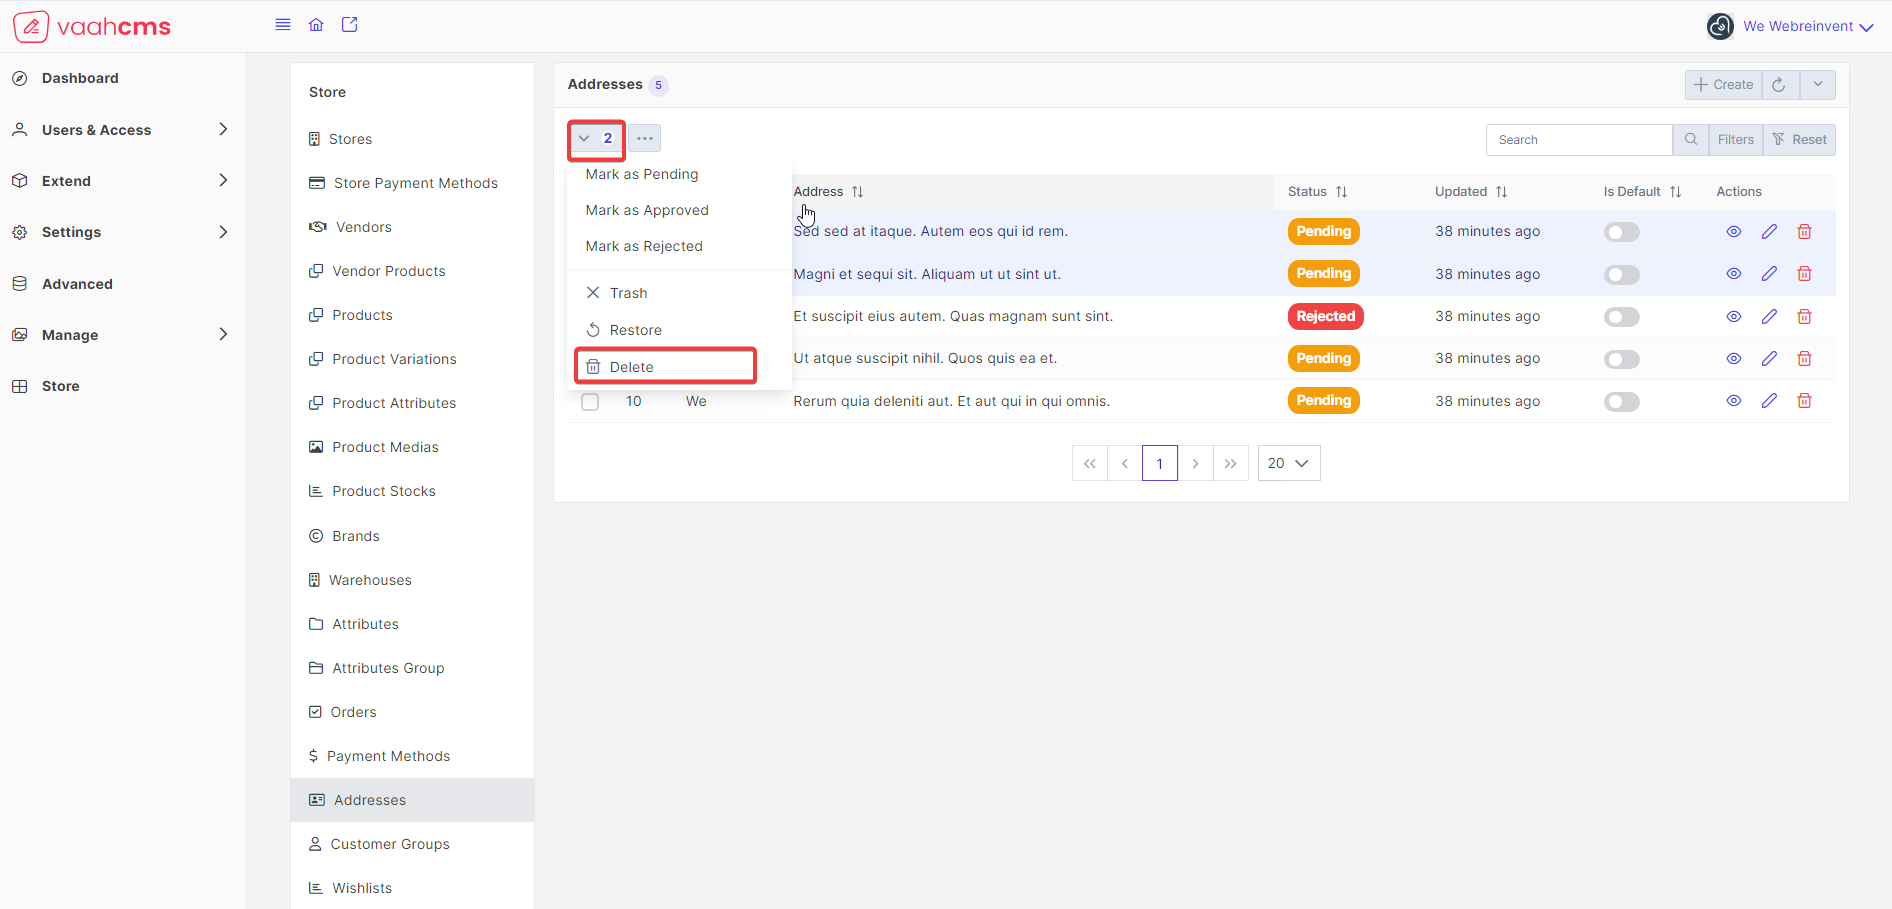 vaahcms
We Webreinvent
Dashboard
Users & Access
Extend
Settings
Advanced
Manage
Store
Store
Stores
Store Payment Methods
Vendors
Vendor Products
Products
Product Variations
Product Attributes
Product Medias
Product Stocks
Brands
Warehouses
Attributes
Attributes Group
Orders
Payment Methods
Addresses
Customer Groups
Wishlists
Addresses 5
Create
2
Search
Filters
Reset
Mark as Pending
Mark as Approved
Mark as Rejected
Trash
Restore
Delete
Address Status Updated Is Default Actions
Sed sed at itaque. Autem eos qui id rem. Pending 38 minutes ago
Magni et sequi sit. Aliquam ut ut sint ut. Pending 38 minutes ago
Et suscipit eius autem. Quas magnam sunt sint. Rejected 38 minutes ago
Ut atque suscipit nihil. Quos quis ea et. Pending 38 minutes ago
10 We Rerum quia deleniti aut. Et aut qui in qui omnis. Pending 38 minutes ago
1
20